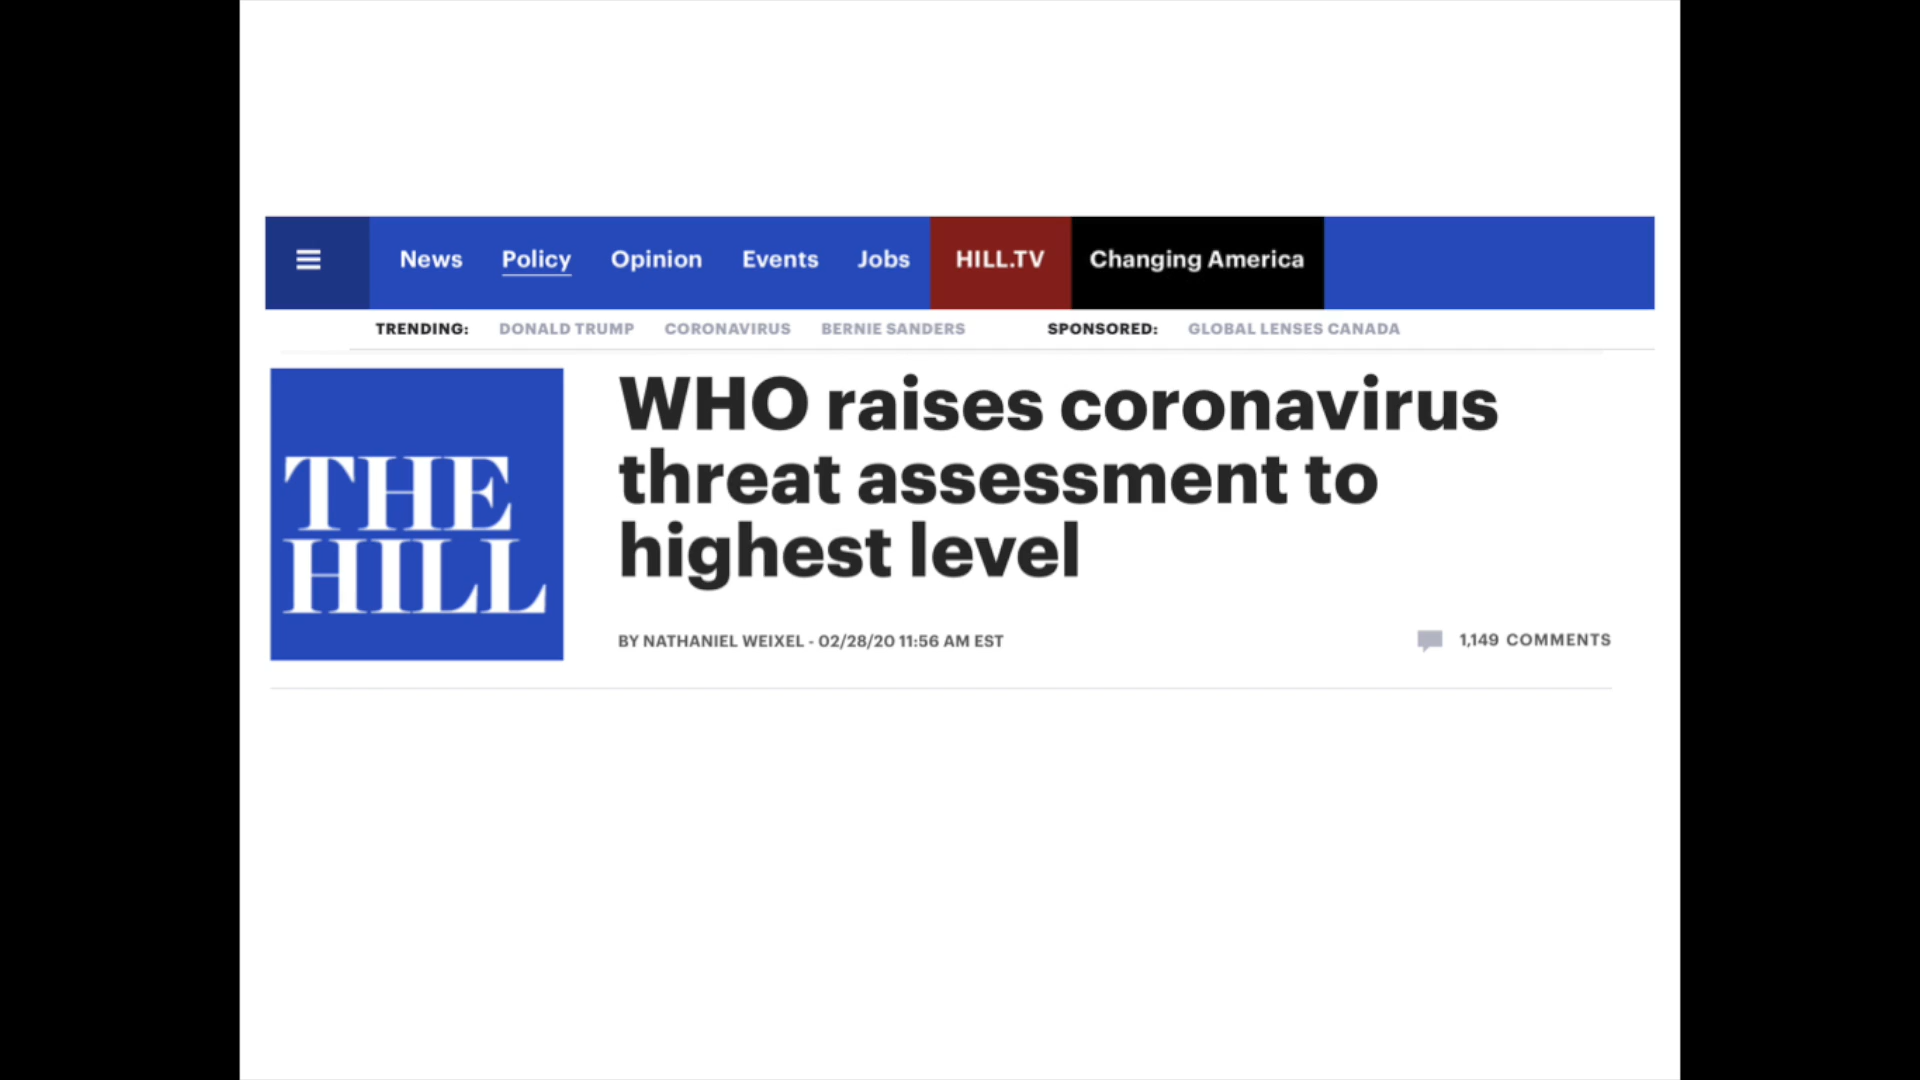 News Policy Opinion Events Jobs HILL.TV Changing America
TRENDING: DONALD TRUMP CORONAVIRUS BERNIE SANDERS SPONSORED: GLOBAL LENSES CANADA
THE
HILL
WHO raises coronavirus
threat assessment to
highest level
BY NATHANIEL WEIXEL - 02/28/20 11:56 AM EST
1,149 COMMENTS